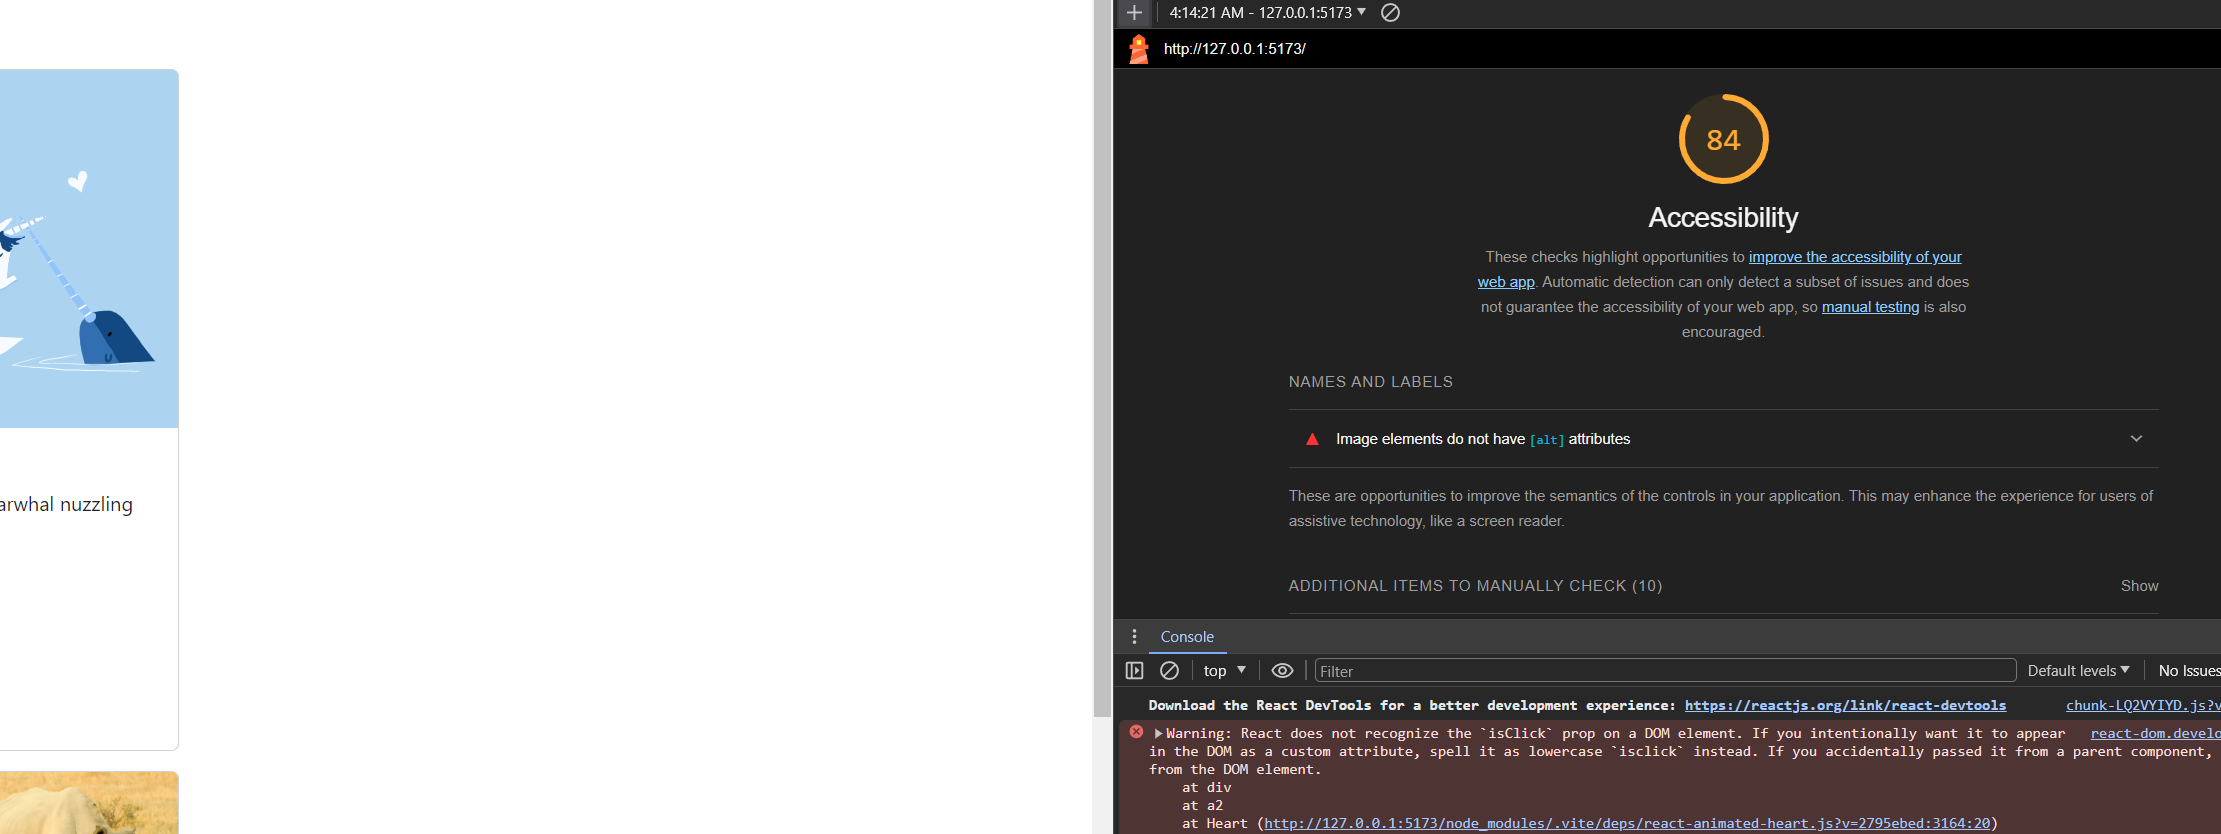 4:14:21 AM - 127.0.0.1:5173
http://127.0.0.1:5173/
84
Accessibility
These checks highlight opportunities to improve the accessibility of your
web app. Automatic detection can only detect a subset of issues and does
not guarantee the accessibility of your web app, so manual testing is also
encouraged.
NAMES AND LABELS
Image elements do not have [alt] attributes
These are opportunities to improve the semantics of the controls in your application. This may enhance the experience for users of
assistive technology, like a screen reader.
ADDITIONAL ITEMS TO MANUALLY CHECK (10) Show
arwhal nuzzling
Console
top Filter Default levels No Issues
Download the React DevTools for a better development experience: https://reactjs.org/link/react-devtools chunk-LQ2VYIYD.js?v
Warning: React does not recognize the `isClick` prop on a DOM element. If you intentionally want it to appear react-dom.develo
in the DOM as a custom attribute, spell it as lowercase `isclick` instead. If you accidentally passed it from a parent component,
from the DOM element.
at div
at a2
at Heart (http://127.0.0.1:5173/node_modules/.vite/deps/react-animated-heart.js?v=2795ebed:3164:20)